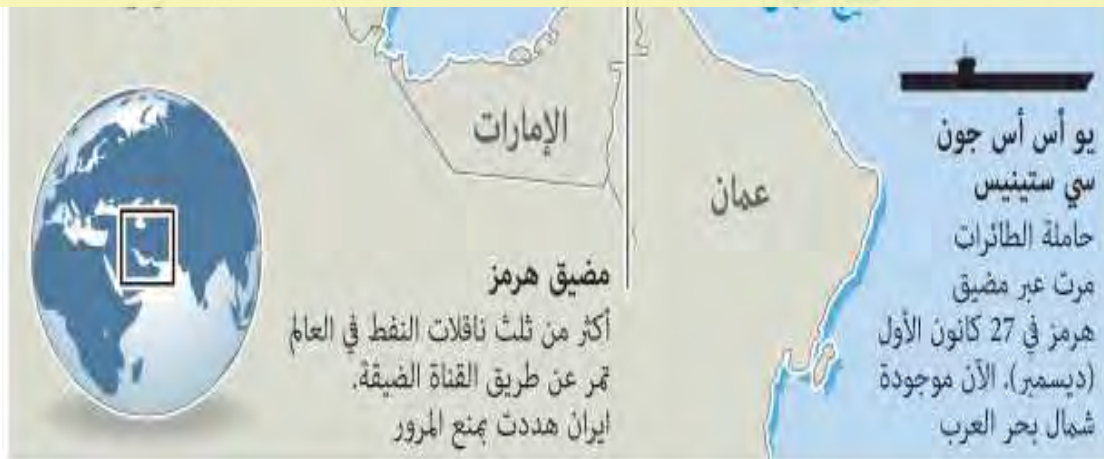 الإمارات
عمان
يو أس أس جون
سي ستينيس
حاملة الطائرات
مرت عبر مضيق
هرمز في 27 كانون الأول
(ديسمبر). الآن موجودة
شمال بحر العرب
مضيق هرمز
أكثر من ثلث ناقلات النفط في العالم
تمر عن طريق القناة الضيقة.
ايران هددت بمنع المرور